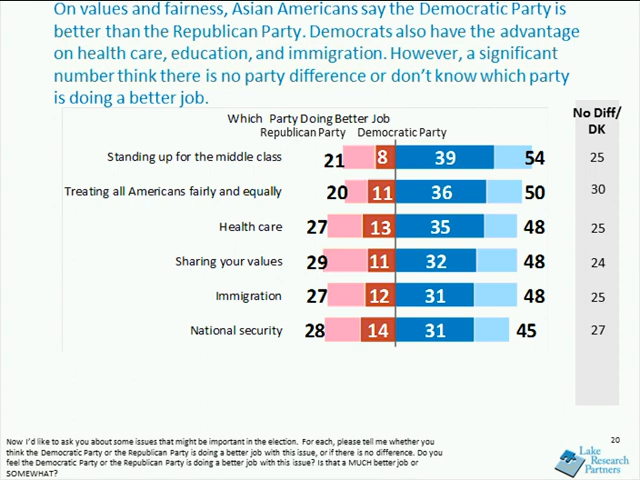 On values and fairness, Asian Americans say the Democratic Party is
better than the Republican Party. Democrats also have the advantage
on health care, education, and immigration. However, a significant
number think there is no party difference or don't know which party
is doing a better job.
Which Party Doing Better Job
Republican Party Democratic Party
No Diff/
DK
Standing up for the middle class 21 8 39 54 25
Treating all Americans fairly and equally 20 11 36 50 30
Health care 27 13 35 48 25
Sharing your values 29 11 32 48 24
Immigration 27 12 31 48 25
National security 28 14 31 45 27
Now I'd like to ask you about some issues that might be important in the election. For each, please tell me whether you
think the Democratic Party or the Republican Party is doing a better job with this issue, or if there is no difference. Do you
feel the Democratic Party or the Republican Party is doing a better job with this issue? Is that a MUCH better job or
SOMEWHAT?
20
Lake
Research
Partners